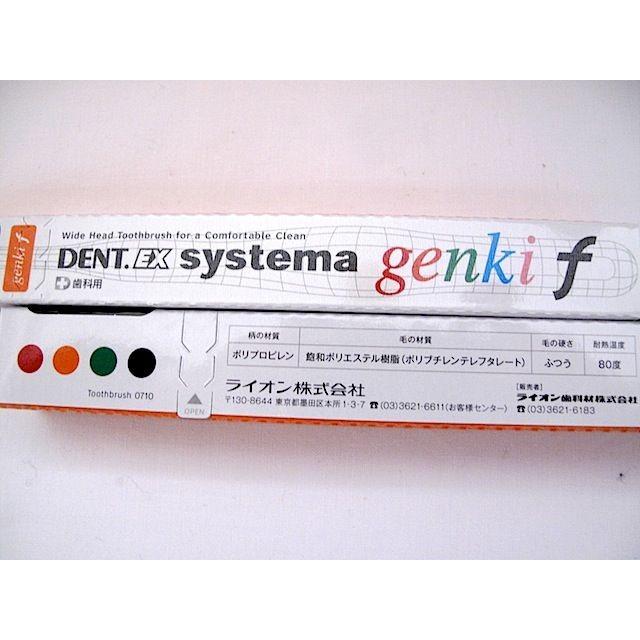 genki f
Wide Head Toothbrush for a Comfortable Clean
DENT.EX systema genki f
歯科用
柄の材質 毛の材質 毛の硬さ 耐熱温度
ポリプロピレン 飽和ポリエステル樹脂(ポリブチレンテレフタレート) ふつう 80度
Toothbrush 0710
OPEN
ライオン株式会社
〒130-8644 東京都墨田区本所1-3-7 ☎(03)3621-6611(お客様センター)
[販売者]
ライオン歯科材株式会社
☎(03)3621-6183